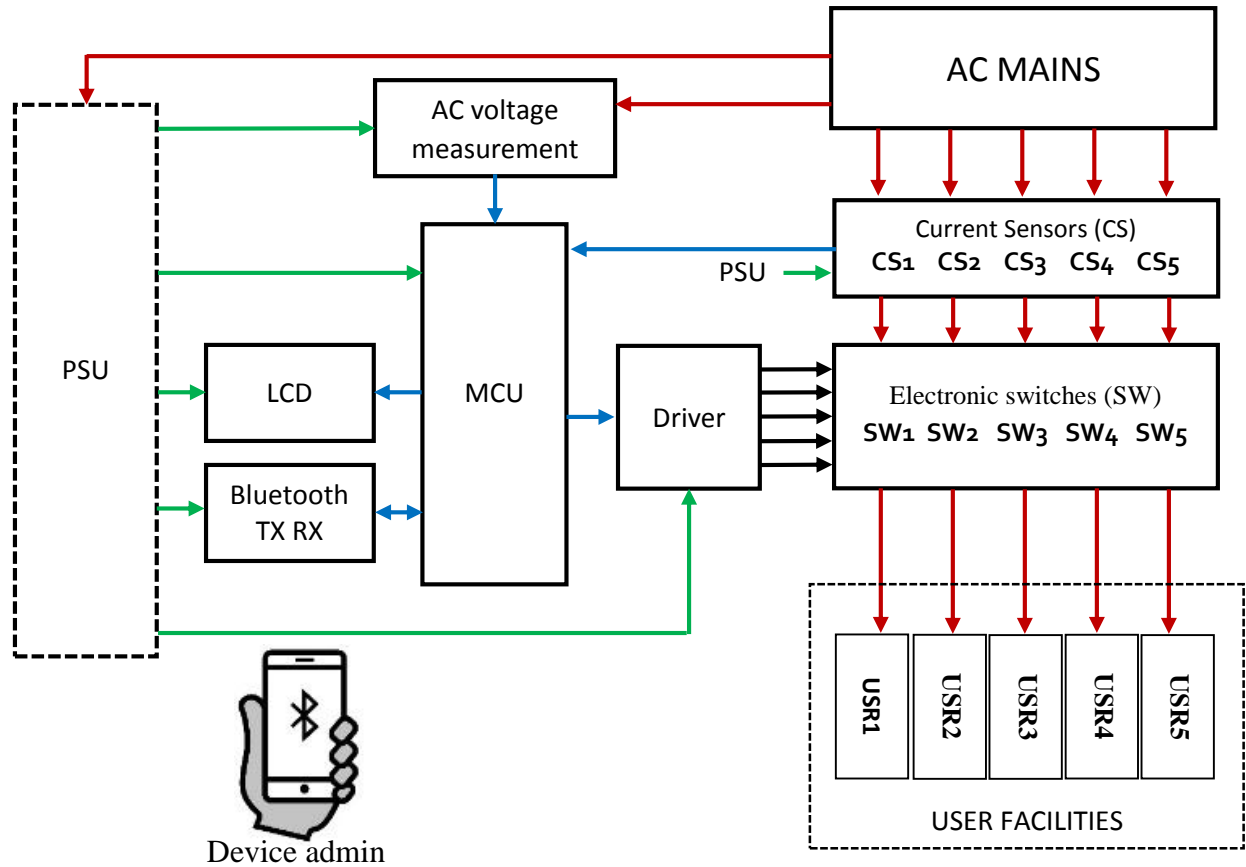 AC MAINS
AC voltage
measurement
Current Sensors (CS)
CS1 CS2 CS3 CS4 CS5
PSU
PSU
LCD
MCU
Driver
Electronic switches (SW)
SW1 SW2 SW3 SW4 SW5
Bluetooth
TX RX
USR1
USR2
USR3
USR4
USR5
USER FACILITIES
Device admin